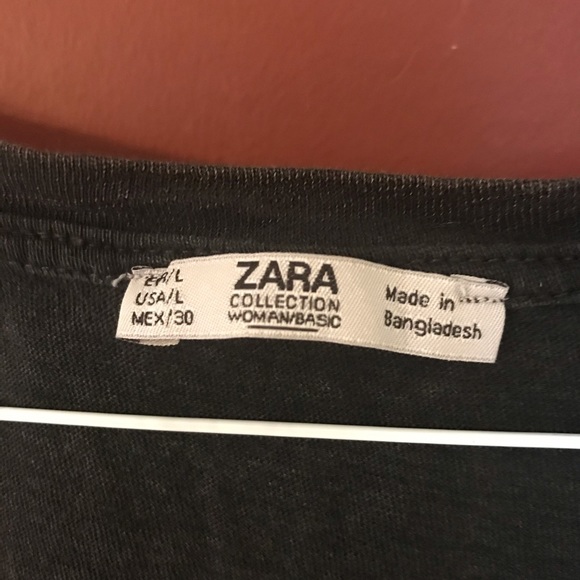 /L
USA/L
MEX/30
ZARA
COLLECTION
WOMAN/BASIC
Made in
Bangladesh